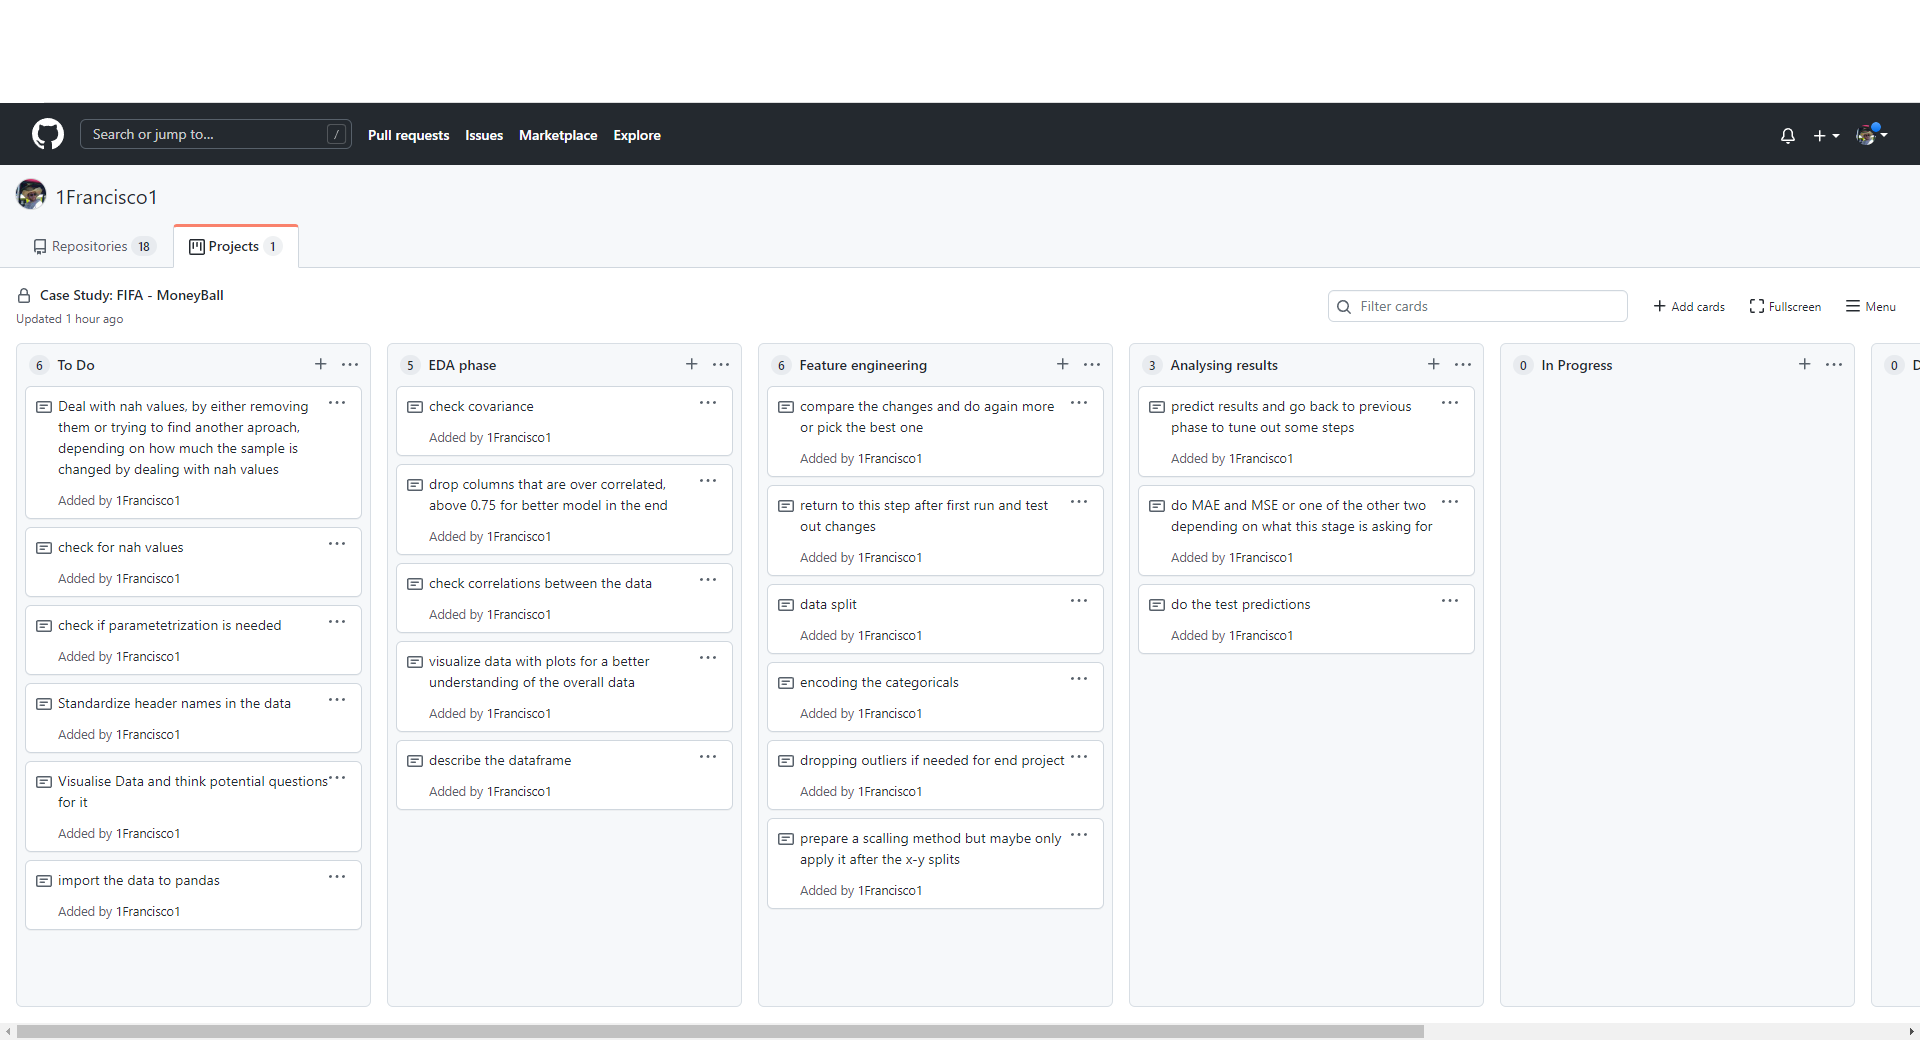 Search or jump to... /
Pull requests Issues Marketplace Explore
1Francisco1
Repositories 18 Projects 1
Case Study: FIFA - MoneyBall
Updated 1 hour ago
Filter cards
Add cards Fullscreen Menu
6 To Do
Deal with nah values, by either removing
them or trying to find another aproach,
depending on how much the sample is
changed by dealing with nah values
Added by 1Francisco1
check for nah values
Added by 1Francisco1
check if parametetrization is needed
Added by 1Francisco1
Standardize header names in the data
Added by 1Francisco1
Visualise Data and think potential questions
for it
Added by 1Francisco1
import the data to pandas
Added by 1Francisco1
5 EDA phase
check covariance
Added by 1Francisco1
drop columns that are over correlated,
above 0.75 for better model in the end
Added by 1Francisco1
check correlations between the data
Added by 1Francisco1
visualize data with plots for a better
understanding of the overall data
Added by 1Francisco1
describe the dataframe
Added by 1Francisco1
6 Feature engineering
compare the changes and do again more
or pick the best one
Added by 1Francisco1
return to this step after first run and test
out changes
Added by 1Francisco1
data split
Added by 1Francisco1
encoding the categoricals
Added by 1Francisco1
dropping outliers if needed for end project
Added by 1Francisco1
prepare a scalling method but maybe only
apply it after the x-y splits
Added by 1Francisco1
3 Analysing results
predict results and go back to previous
phase to tune out some steps
Added by 1Francisco1
do MAE and MSE or one of the other two
depending on what this stage is asking for
Added by 1Francisco1
do the test predictions
Added by 1Francisco1
0 In Progress
0